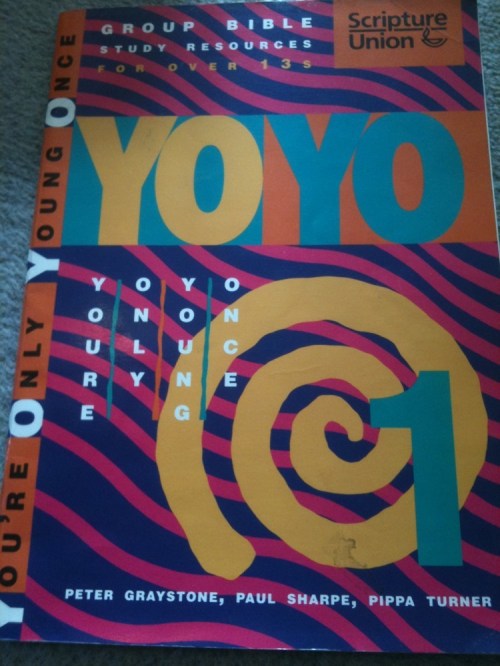 GROUP BIBLE
STUDY RESOURCES
FOR OVER 13s
Scripture
Union
YOYO
YOU'RE ONLY YOUNG ONCE
Y O Y O
O N O N
U L U C
R Y N E
E G
1
PETER GRAYSTONE, PAUL SHARPE, PIPPA TURNER